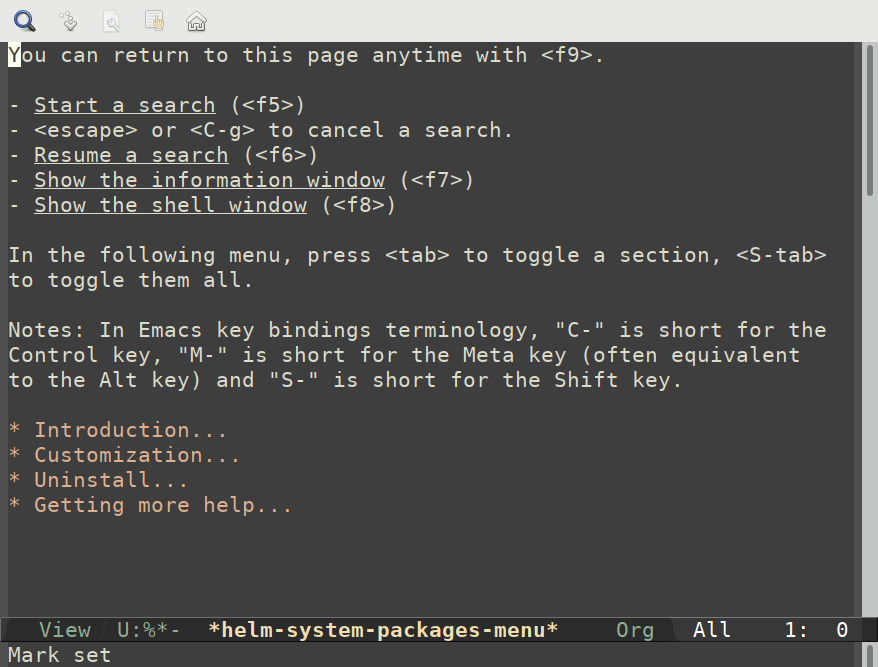 You can return to this page anytime with <f9>.
- Start a search (<f5>)
- <escape> or <C-g> to cancel a search.
- Resume a search (<f6>)
- Show the information window (<f7>)
- Show the shell window (<f8>)
In the following menu, press <tab> to toggle a section, <S-tab>
to toggle them all.
Notes: In Emacs key bindings terminology, "C-" is short for the
Control key, "M-" is short for the Meta key (often equivalent
to the Alt key) and "S-" is short for the Shift key.
* Introduction...
* Customization...
* Uninstall...
* Getting more help...
View U:%*- *helm-system-packages-menu* Org All 1: 0
Mark set